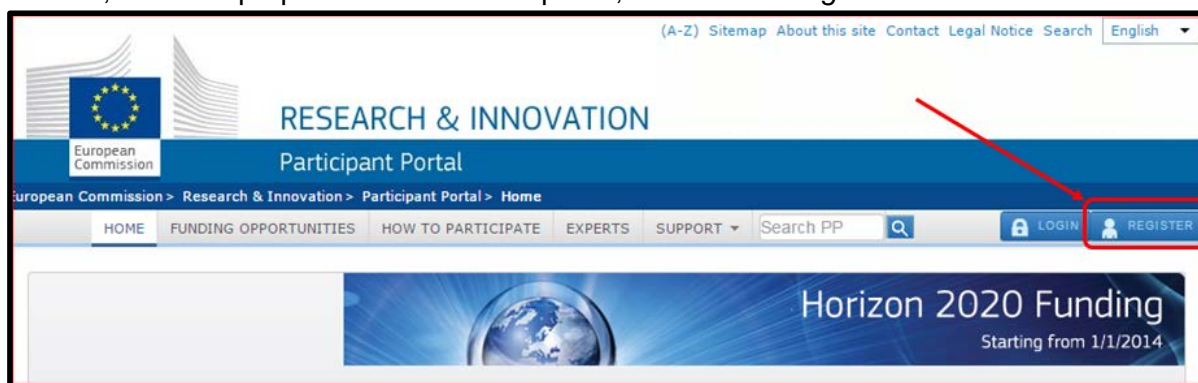 (A-Z) Sitemap About this site Contact Legal Notice Search English
RESEARCH & INNOVATION
European
Commission
Participant Portal
European Commission > Research & Innovation > Participant Portal > Home
HOME FUNDING OPPORTUNITIES HOW TO PARTICIPATE EXPERTS SUPPORT Search PP LOGIN REGISTER
Horizon 2020 Funding
Starting from 1/1/2014